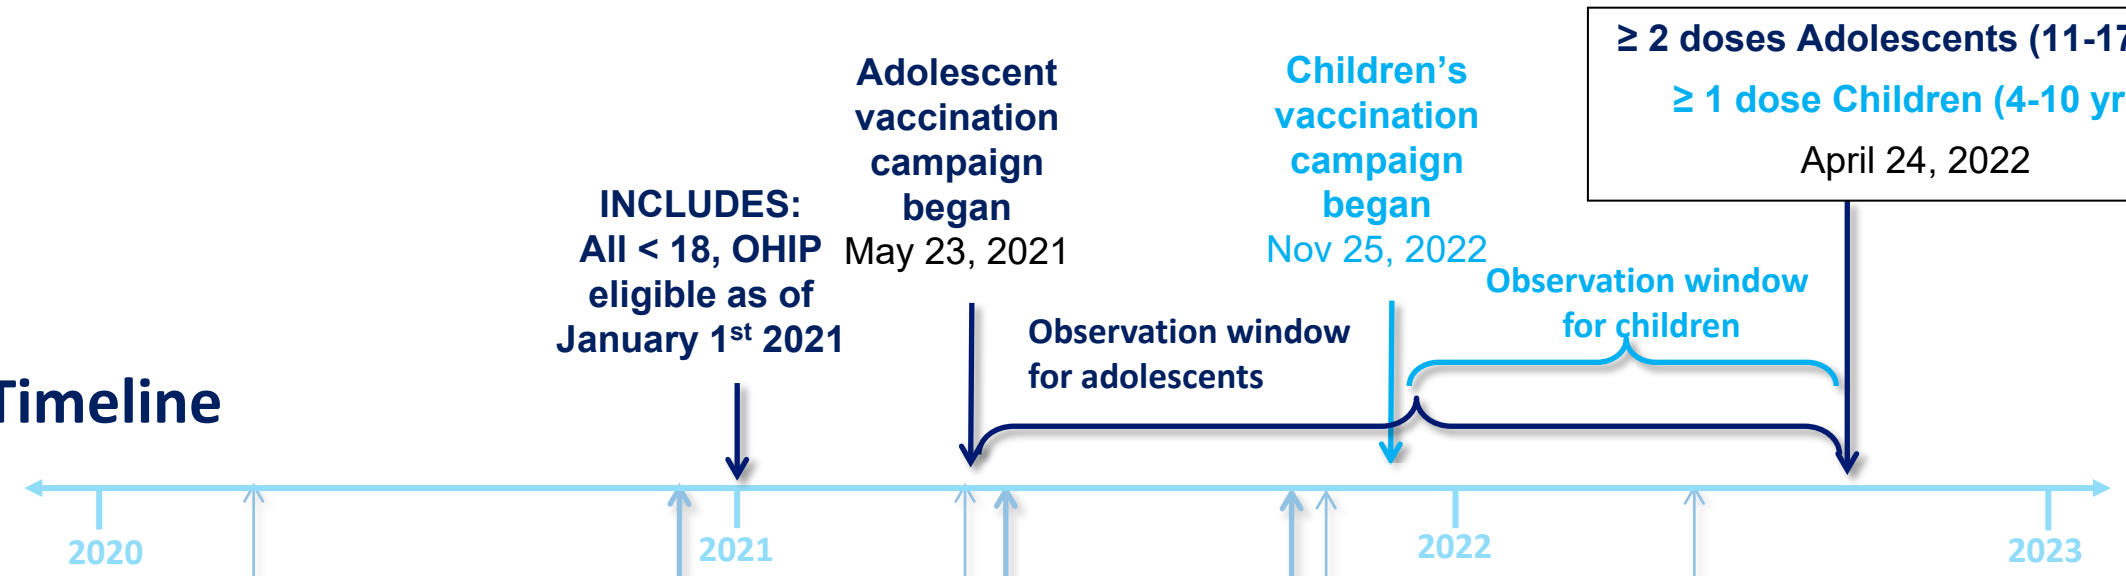 ≥ 2 doses Adolescents (11-17
≥ 1 dose Children (4-10 yr
April 24, 2022
Adolescent
vaccination
campaign
began
May 23, 2021
Children's
vaccination
campaign
began
Nov 25, 2022
INCLUDES:
All < 18, OHIP
eligible as of
January 1st 2021
Observation window
for children
Observation window
for adolescents
Timeline
2020
2021
2022
2023